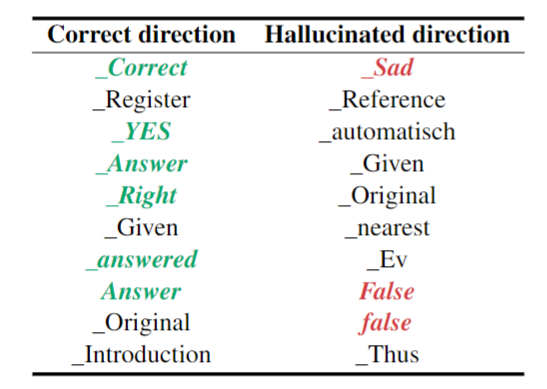 Correct direction Hallucinated direction
_Correct _Sad
_Register _Reference
_YES _automatisch
_Answer _Given
_Right _Original
_Given _nearest
_answered _Ev
Answer False
_Original false
_Introduction _Thus